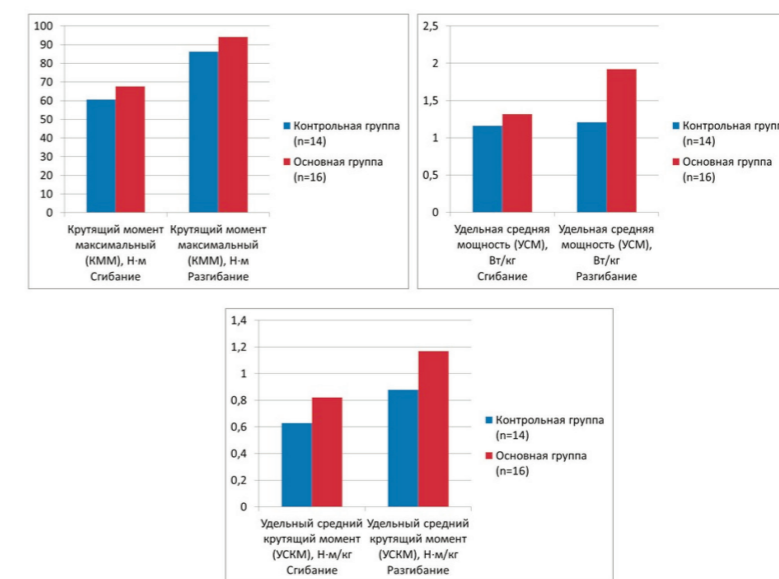 100
90
80
70
60
50
40
30
20
10
0
Крутящий момент максимальный (КММ), Н·м Сгибание
Крутящий момент максимальный (КММ), Н·м Разгибание
Контрольная группа
(n=14)
Основная группа
(n=16)
2,5
2
1,5
1
0,5
0
Удельная средняя мощность (УСМ), Вт/кг Сгибание
Удельная средняя мощность (УСМ), Вт/кг Разгибание
Контрольная
(n=14)
Основная группа
(n=16)
1,4
1,2
1
0,8
0,6
0,4
0,2
0
Удельный средний крутящий момент (УСКМ), Н·м/кг Сгибание
Удельный средний крутящий момент (УСКМ), Н·м/кг Разгибание
Контрольная группа
(n=14)
Основная группа
(n=16)